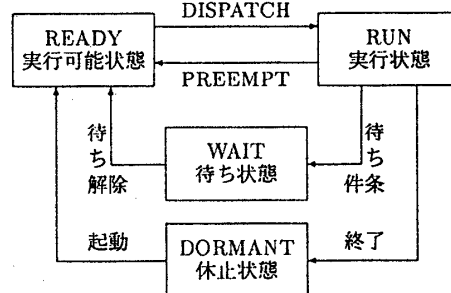 DISPATCH
READY
実行可能状態
RUN
実行状態
PREEMPT
待ち
解除
WAIT
待ち状態
待ち
条件
起動
DORMANT
休止状態
終了